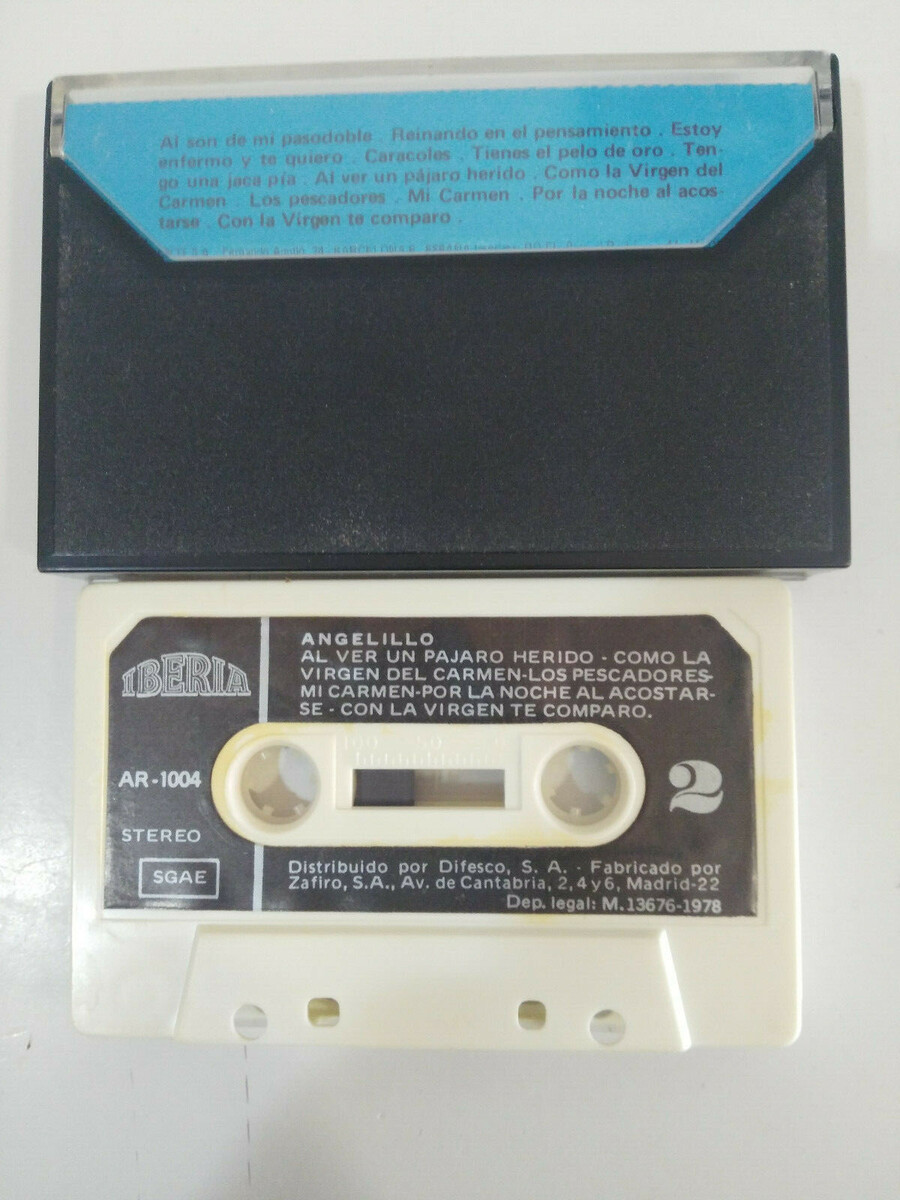 Al son de mi pasodoble . Reinando en el pensamiento . Estoy
enfermo y te quiero . Caracoles . Tienes el pelo de oro . Ten-
go una jaca pía . Al ver un pájaro herido . Como la Virgen del
Carmen . Los pescadores . Mi Carmen . Por la noche al acos-
tarse . Con la Virgen te comparo .
BARCELONA
IBERIA
ANGELILLO
AL VER UN PAJARO HERIDO - COMO LA
VIRGEN DEL CARMEN-LOS PESCADORES-
MI CARMEN-POR LA NOCHE AL ACOSTAR-
SE - CON LA VIRGEN TE COMPARO.
100 50
AR-1004
2
STEREO
SGAE
Distribuido por Difesco, S. A. - Fabricado por
Zafiro, S.A., Av. de Cantabria, 2, 4 y 6, Madrid-22
Dep. legal: M. 13676-1978